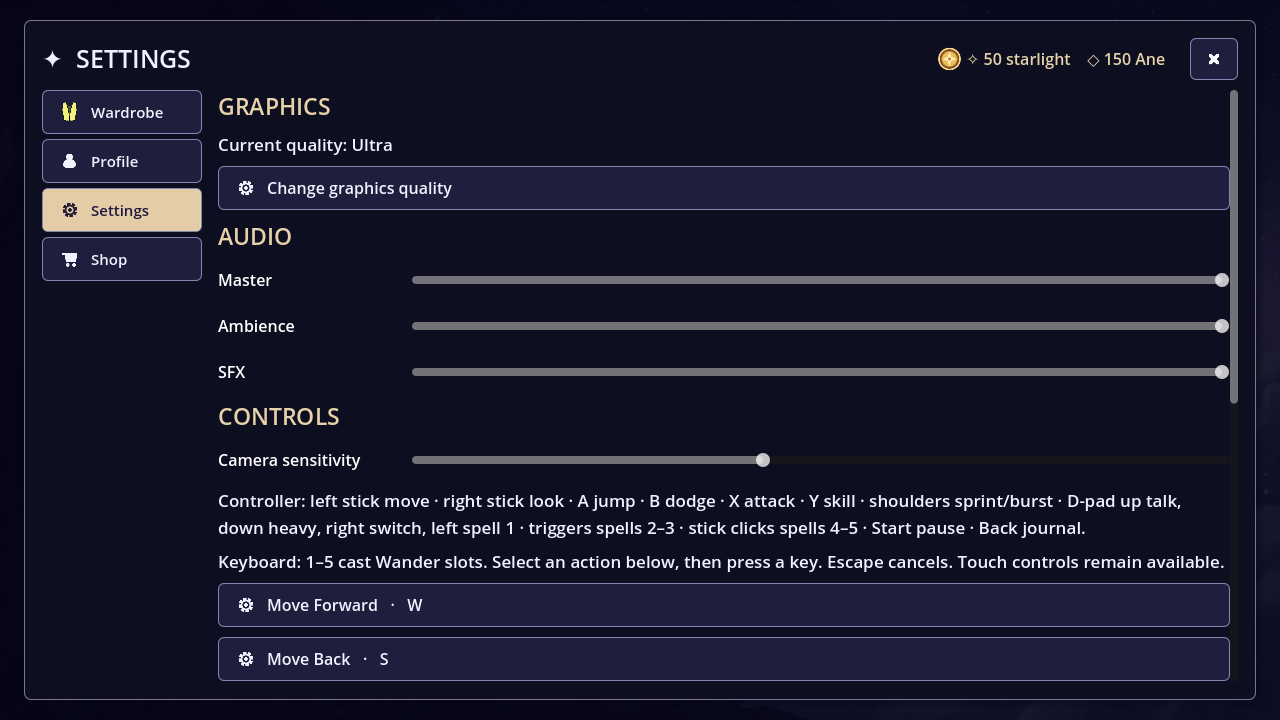 ✦ SETTINGS
✧ 50 starlight
◇ 150 Ane
Wardrobe
Profile
Settings
Shop
GRAPHICS
Current quality: Ultra
Change graphics quality
AUDIO
Master
Ambience
SFX
CONTROLS
Camera sensitivity
Controller: left stick move · right stick look · A jump · B dodge · X attack · Y skill · shoulders sprint/burst · D-pad up talk,
down heavy, right switch, left spell 1 · triggers spells 2–3 · stick clicks spells 4–5 · Start pause · Back journal.
Keyboard: 1–5 cast Wander slots. Select an action below, then press a key. Escape cancels. Touch controls remain available.
Move Forward · W
Move Back · S